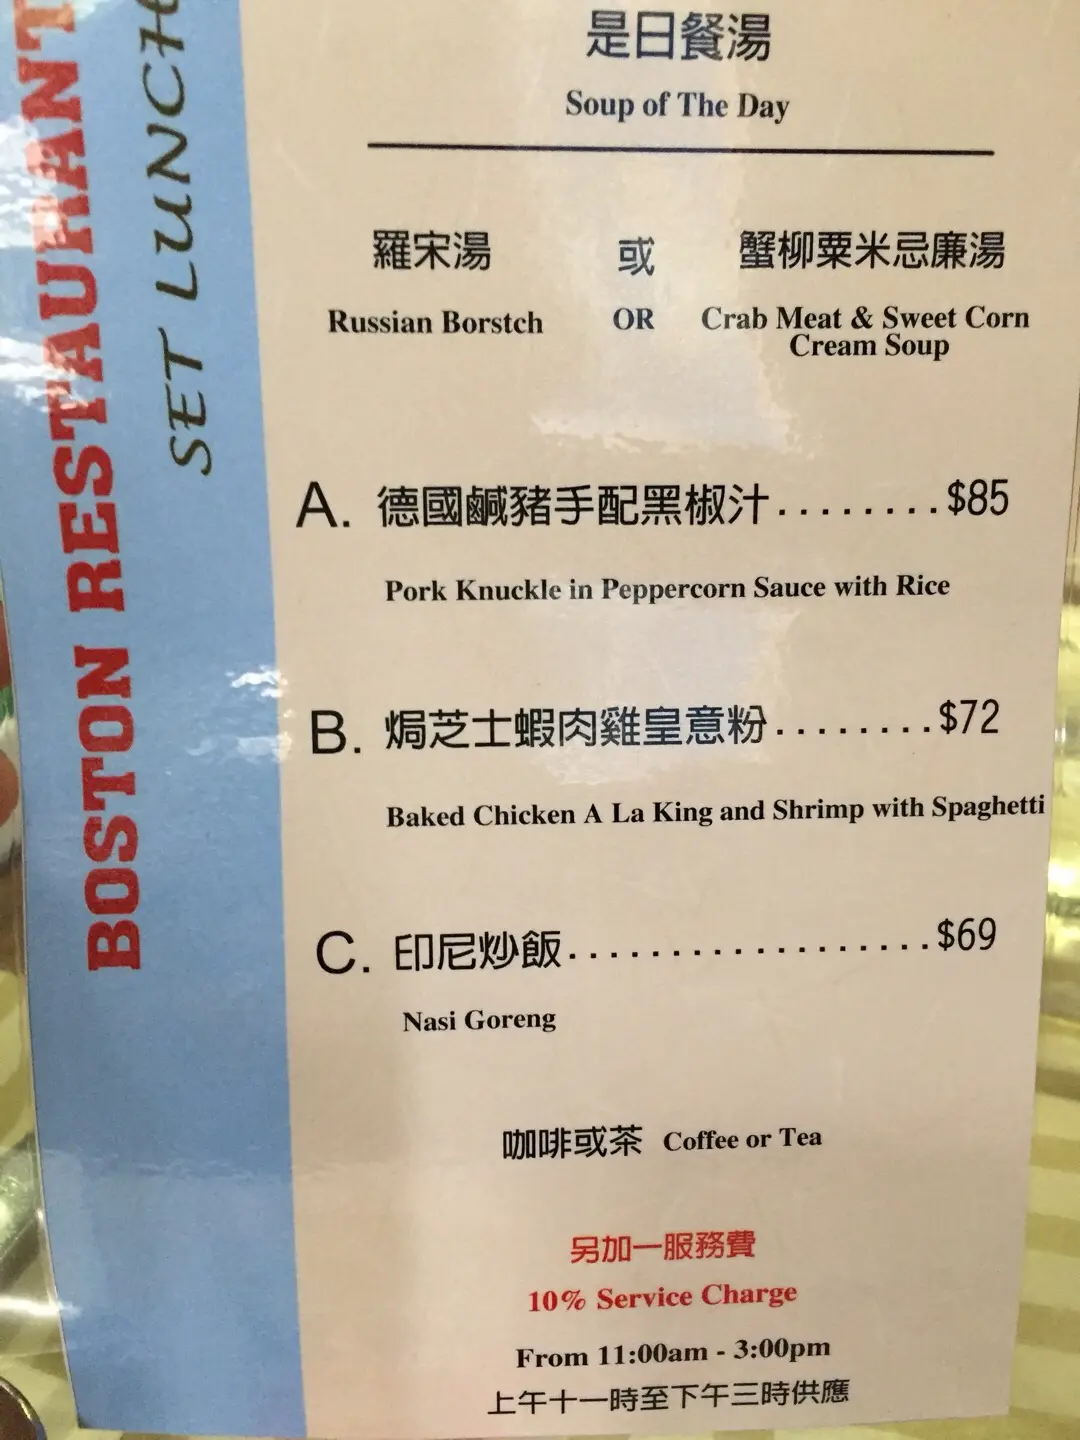 BOSTON RESTAURANT
SET LUNCH
是日餐湯
Soup of The Day
羅宋湯 或 蟹柳粟米忌廉湯
Russian Borstch OR Crab Meat & Sweet Corn
Cream Soup
A. 德國鹹豬手配黑椒汁........$85
Pork Knuckle in Peppercorn Sauce with Rice
B. 焗芝士蝦肉雞皇意粉........$72
Baked Chicken A La King and Shrimp with Spaghetti
C. 印尼炒飯..................$69
Nasi Goreng
咖啡或茶 Coffee or Tea
另加一服務費
10% Service Charge
From 11:00am - 3:00pm
上午十一時至下午三時供應